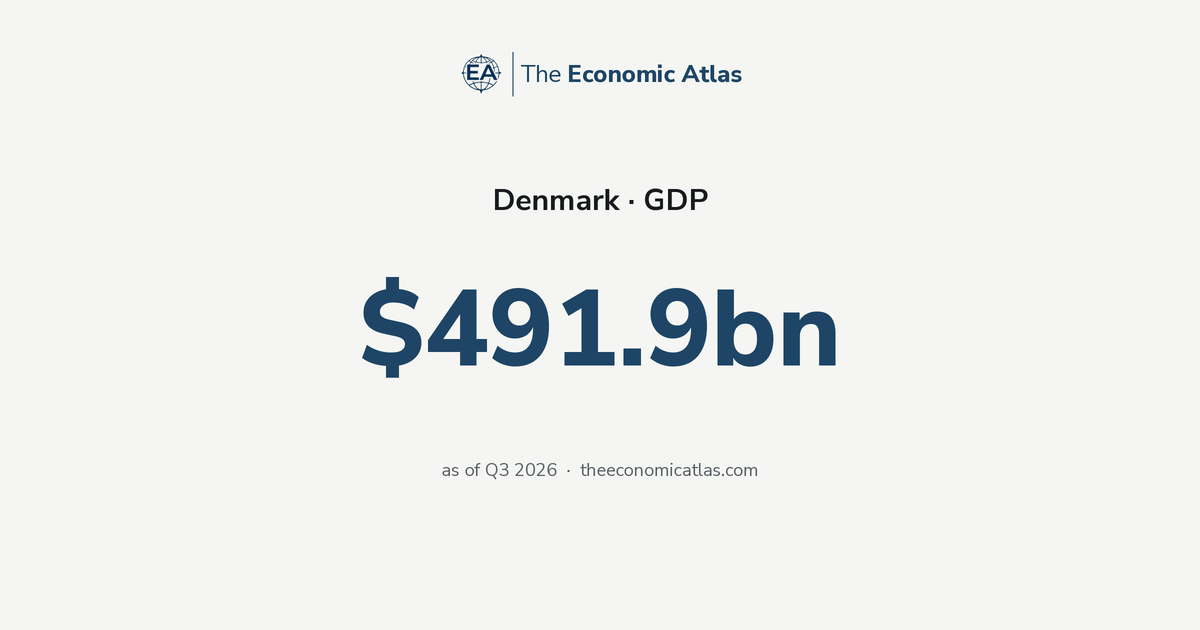 EA The Economic Atlas
Denmark · GDP
$491.9bn
as of Q3 2026 · theeconomicatlas.com